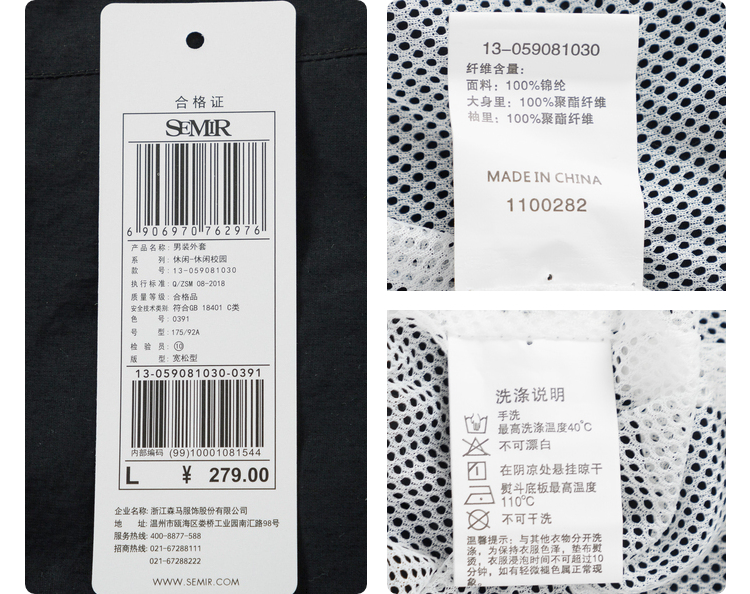 合格证
SEMIR
6 906970 762976
产品名称: 男装外套
系 列: 休闲-休闲校园
款 号: 13-059081030
执行标准: Q/ZSM 08-2018
质量等级: 合格品
安全技术类别 符合GB 18401 C类
色 号: 0391
号 型: 175/92A
检 验 员: ⑩
版 型: 宽松型
13-059081030-0391
内部编码 (99)10001081544
L ¥ 279.00
企业名称: 浙江森马服饰股份有限公司
地 址: 温州市瓯海区娄桥工业园南汇路98号
服务热线: 400-8877-588
招商热线: 021-67288111
021-67288222
WWW.SEMIR.COM
13-059081030
纤维含量:
面料: 100%锦纶
大身里: 100%聚酯纤维
袖里: 100%聚酯纤维
MADE IN CHINA
1100282
洗涤说明
手洗
最高洗涤温度40°C
不可漂白
在阴凉处悬挂晾干
熨斗底板最高温度
110°C
不可干洗
温馨提示: 与其他衣物分开洗
涤, 为保持衣服色泽, 垫布熨
烫, 衣服浸泡时间不可超过10
分钟, 如有轻微褪色属正常现
象.